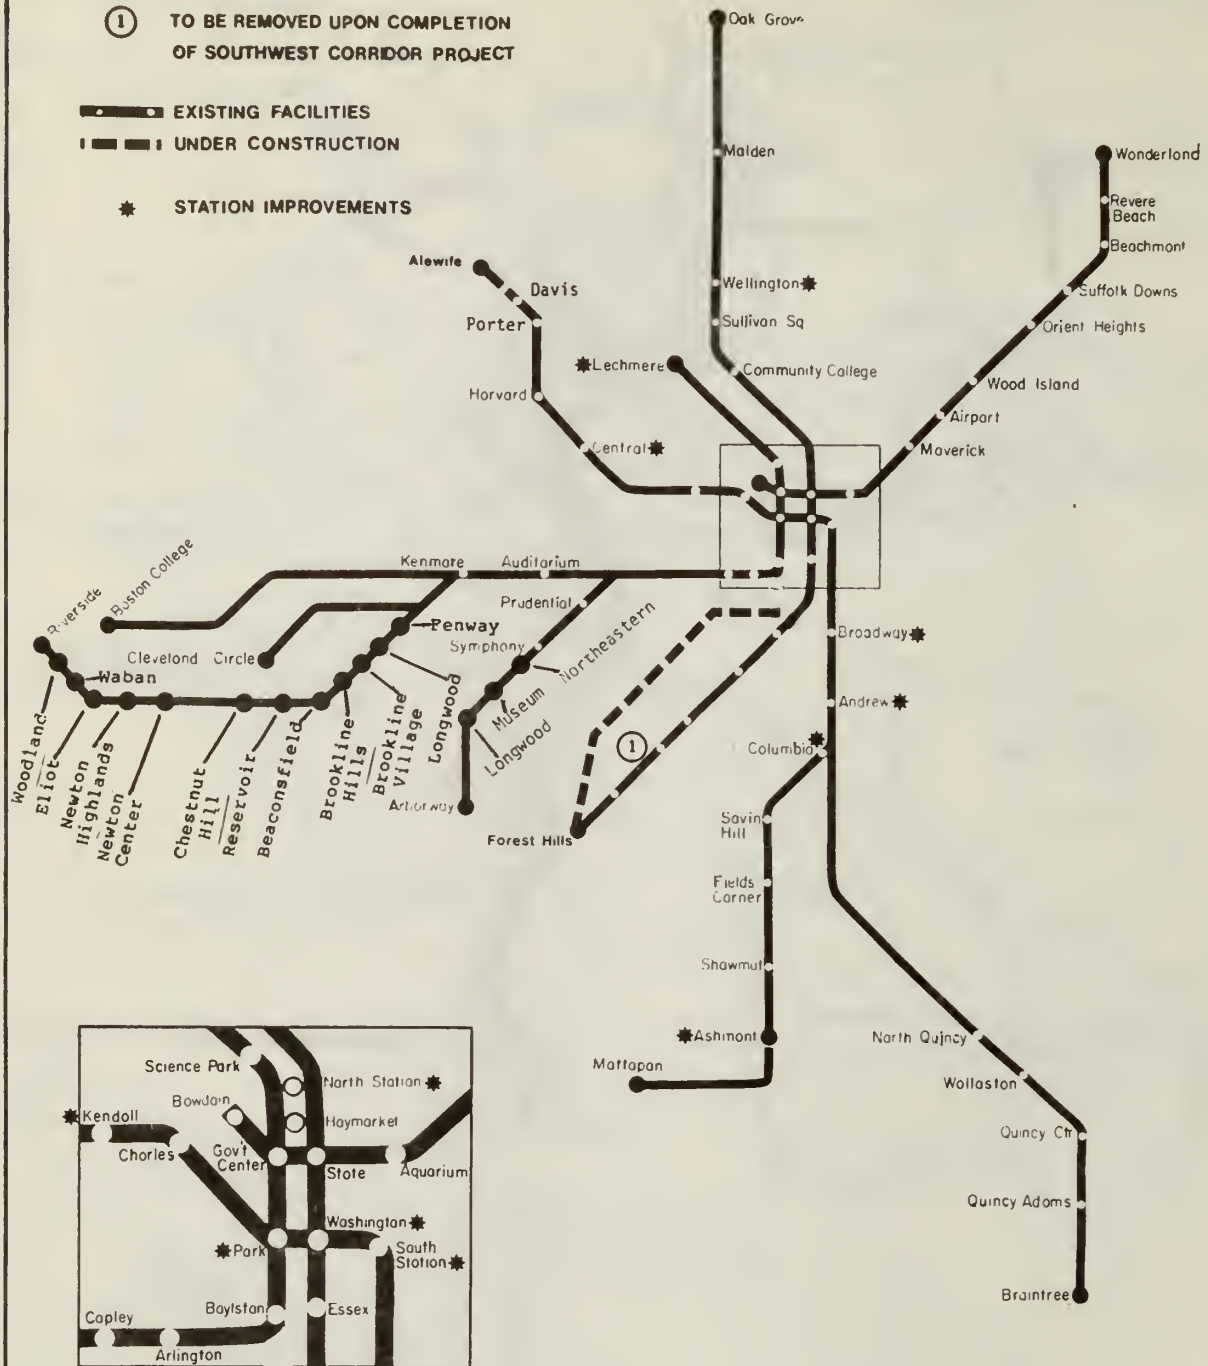 1 TO BE REMOVED UPON COMPLETION
OF SOUTHWEST CORRIDOR PROJECT
EXISTING FACILITIES
UNDER CONSTRUCTION
STATION IMPROVEMENTS
Oak Grove
Malden
Wellington
Sullivan Sq
Community College
Wonderland
Revere
Beach
Beachmont
Suffolk Downs
Orient Heights
Wood Island
Airport
Maverick
Alewife
Davis
Porter
Harvard
Central
Lechmere
Kenmore
Auditorium
Prudential
Symphony
Northeastern
Museum
Longwood
Arborway
Boston College
Riverside
Cleveland Circle
Fenway
Longwood
Brookline
Village
Brookline
Hills
Beaconsfield
Reservoir
Chestnut
Hill
Newton
Center
Newton
Highlands
Eliot
Waban
Woodland
1
Forest Hills
Broadway
Andrew
Columbia
Savin
Hill
Fields
Corner
Shawmut
Ashmont
Mattapan
North Quincy
Wollaston
Quincy Ctr
Quincy Adams
Braintree
Science Park
North Station
Bowdoin
Haymarket
Kendall
Charles
Gov't
Center
State
Aquarium
Washington
Park
South
Station
Boylston
Essex
Copley
Arlington